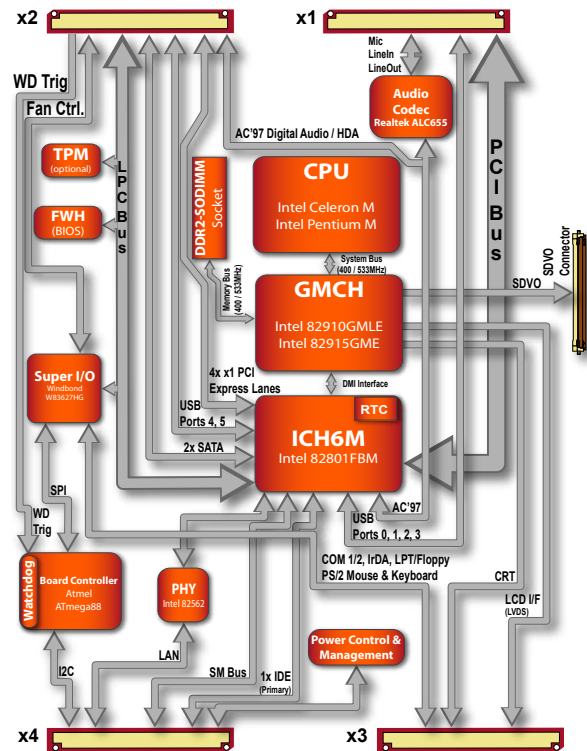 x2
x1
WD Trig
Fan Ctrl.
Mic
LineIn
LineOut
Audio
Codec
Realtek ALC655
AC'97 Digital Audio / HDA
TPM
(optional)
LPC Bus
FWH
(BIOS)
DDR2-SODIMM
Socket
CPU
Intel Celeron M
Intel Pentium M
PCI Bus
System Bus
(400 / 533MHz)
Memory Bus
(400 / 533MHz)
GMCH
Intel 82910GMLE
Intel 82915GME
SDVO
SDVO
Connector
Super I/O
Windbond
W83627HG
4x x1 PCI
Express Lanes
DMI Interface
USB
Ports 4, 5
RTC
ICH6M
Intel 82801FBM
2x SATA
SPI
WD
Trig
AC'97
USB
Ports 0, 1, 2, 3
COM 1/2, IrDA, LPT/Floppy
PS/2 Mouse & Keyboard
Watchdog
Board Controller
Atmel
ATmega88
PHY
Intel 82562
CRT
LCD I/F
(LVDS)
Power Control &
Management
LAN
I2C
SM Bus
1x IDE
(Primary)
x4
x3